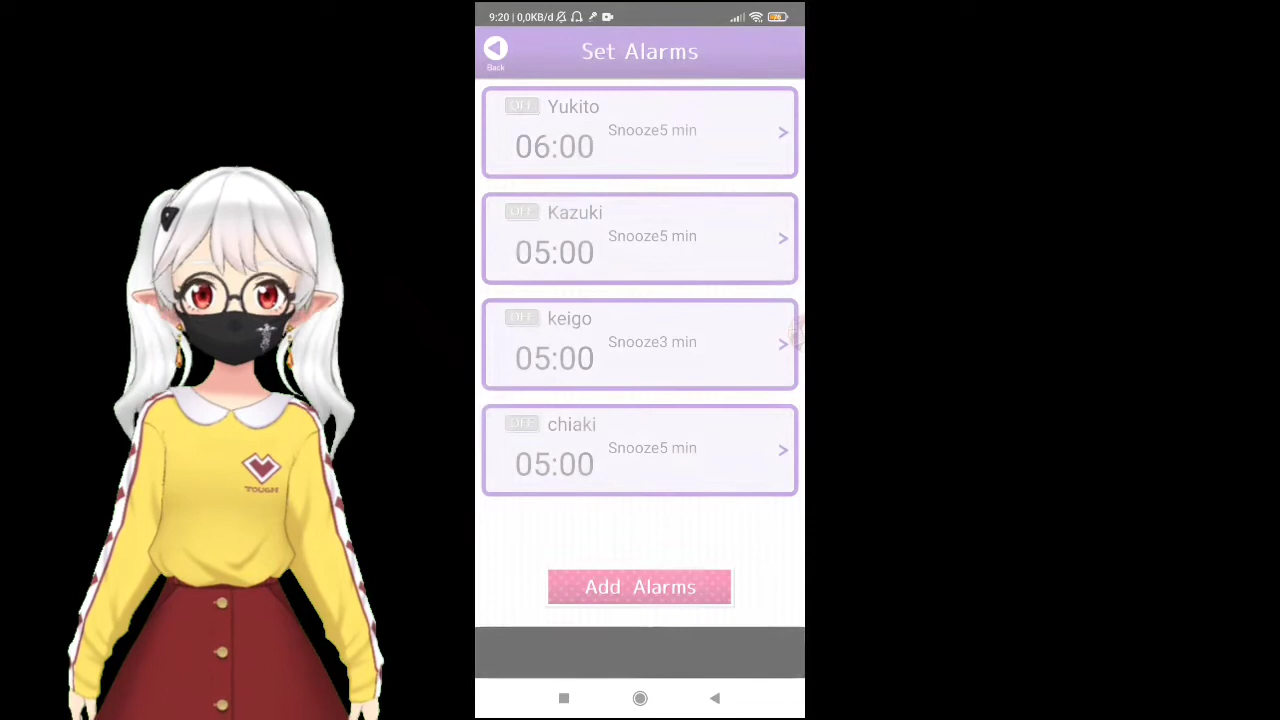 9:20 | 0,0KB/d
76
Back
Set Alarms
OFF Yukito
Snooze5 min
06:00
OFF Kazuki
Snooze5 min
05:00
OFF keigo
Snooze3 min
05:00
OFF chiaki
Snooze5 min
05:00
Add Alarms
TOUGH